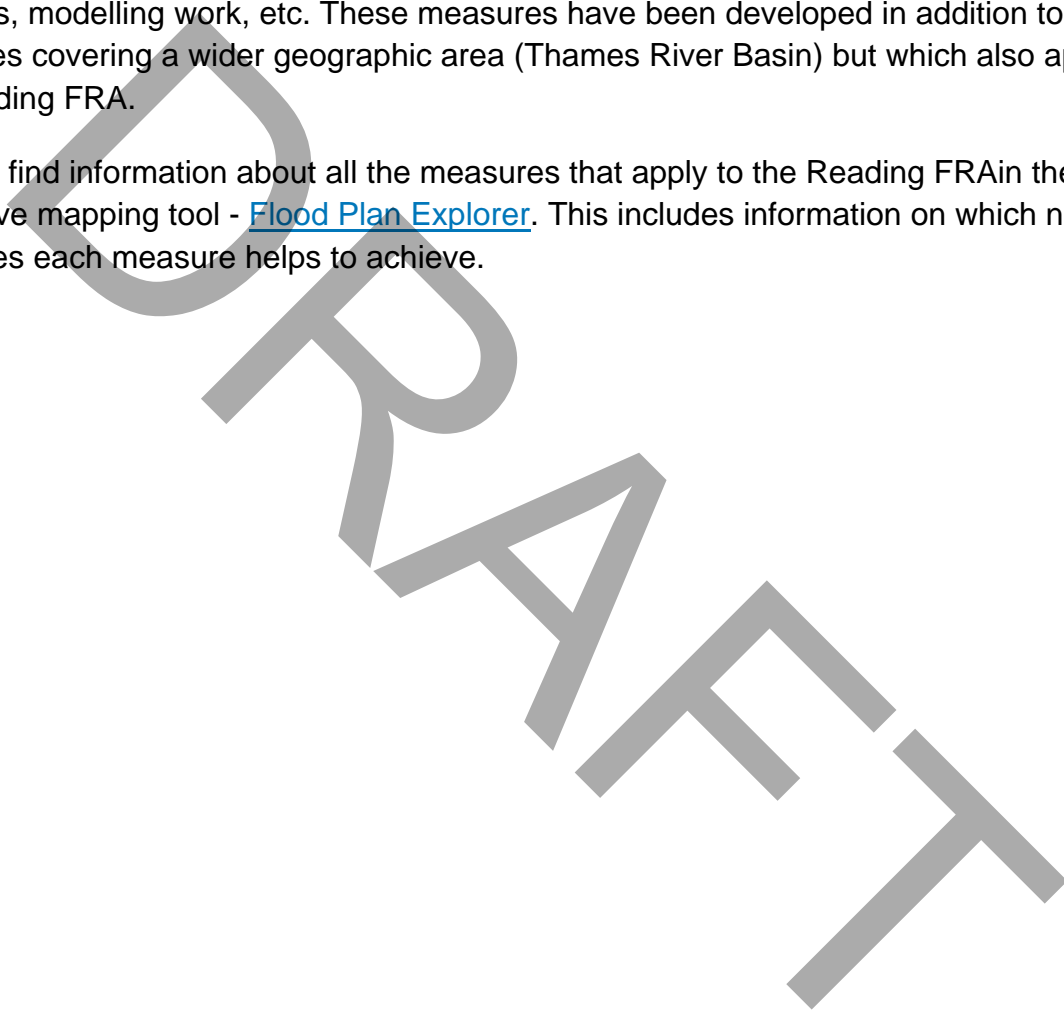 s, modelling work, etc. These measures have been developed in addition to
es covering a wider geographic area (Thames River Basin) but which also ap
ding FRA.
find information about all the measures that apply to the Reading FRAin the
ve mapping tool - Flood Plan Explorer. This includes information on which n
es each measure helps to achieve.
DRAFT